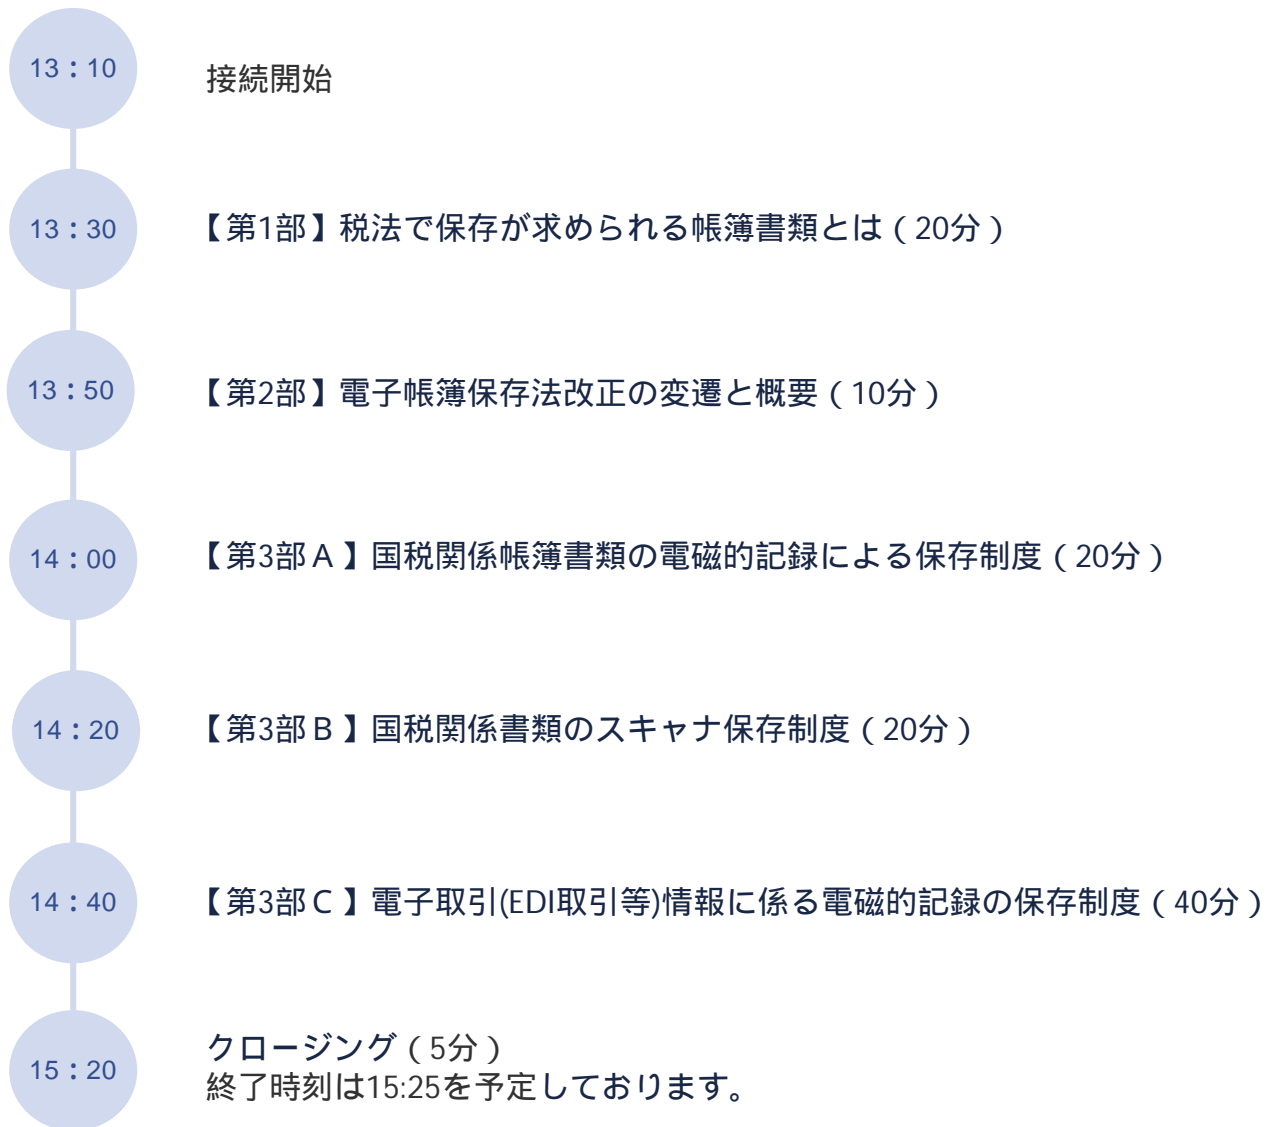 13：10
接続開始
13：30
【第1部】税法で保存が求められる帳簿書類とは（20分）
13：50
【第2部】電子帳簿保存法改正の変遷と概要（10分）
14：00
【第3部Ａ】国税関係帳簿書類の電磁的記録による保存制度（20分）
14：20
【第3部Ｂ】国税関係書類のスキャナ保存制度（20分）
14：40
【第3部Ｃ】電子取引(EDI取引等)情報に係る電磁的記録の保存制度（40分）
15：20
クロージング（5分）
終了時刻は15:25を予定しております。